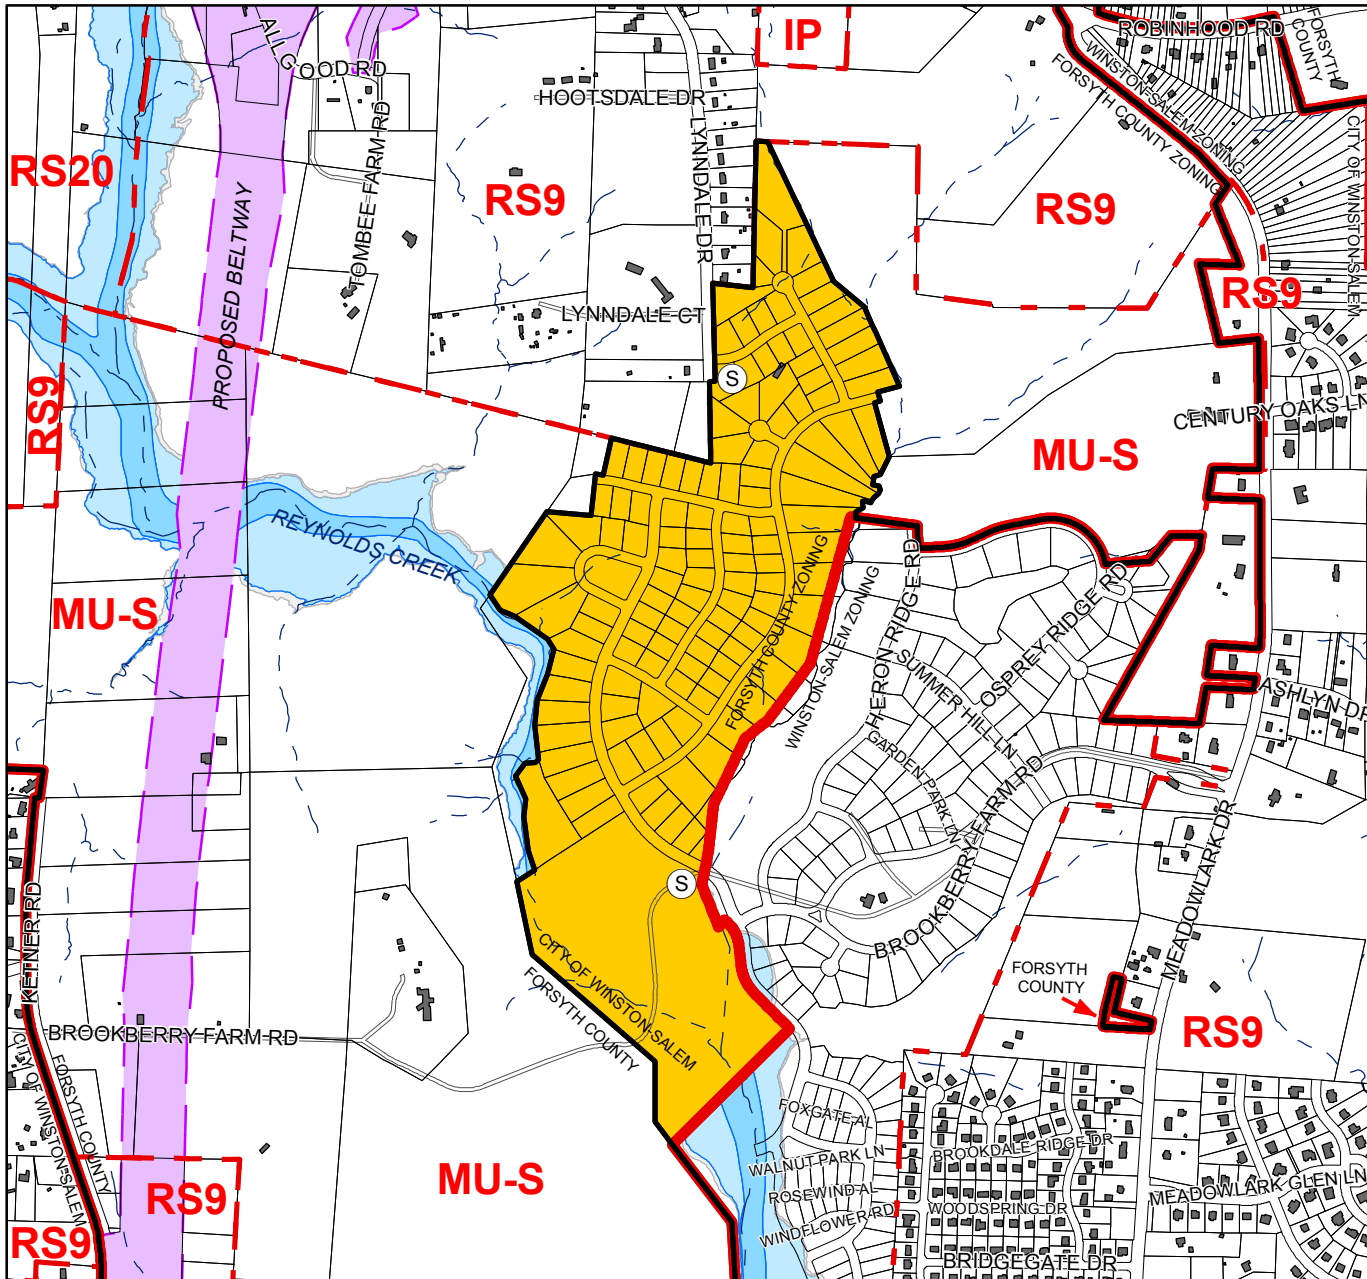 ALLGOOD RD
IP
ROBINHOOD RD
FORSYTH
COUNTY
WINSTON-SALEM ZONING
FORSYTH COUNTY ZONING
HOOTSDALE DR
LYNNDALE DR
TOMBEE FARM RD
CITY OF WINSTON-SALEM
RS20
RS9
RS9
PROPOSED BELTWAY
RS9
LYNNDALE CT
S
RS9
CENTURY OAKS LN
MU-S
REYNOLDS CREEK
FORSYTH COUNTY ZONING
WINSTON-SALEM ZONING
HERON RIDGE RD
OSPREY RIDGE RD
MU-S
SUMMER HILL LN
ASHLYN DR
GARDEN PARK LN
BROOKBERRY FARM RD
MEADOWLARK DR
S
KETNER RD
CITY OF WINSTON-SALEM
FORSYTH COUNTY
FORSYTH
COUNTY
RS9
BROOKBERRY FARM RD
CITY OF WINSTON-SALEM
FORSYTH COUNTY
FOXGATE AL
WALNUT PARK LN
BROOKDALE RIDGE DR
MU-S
RS9
ROSEWIND AL
MEADOWLARK GLEN LN
WINDFLOWER RD
WOODSPRING DR
RS9
BRIDGEGATE DR